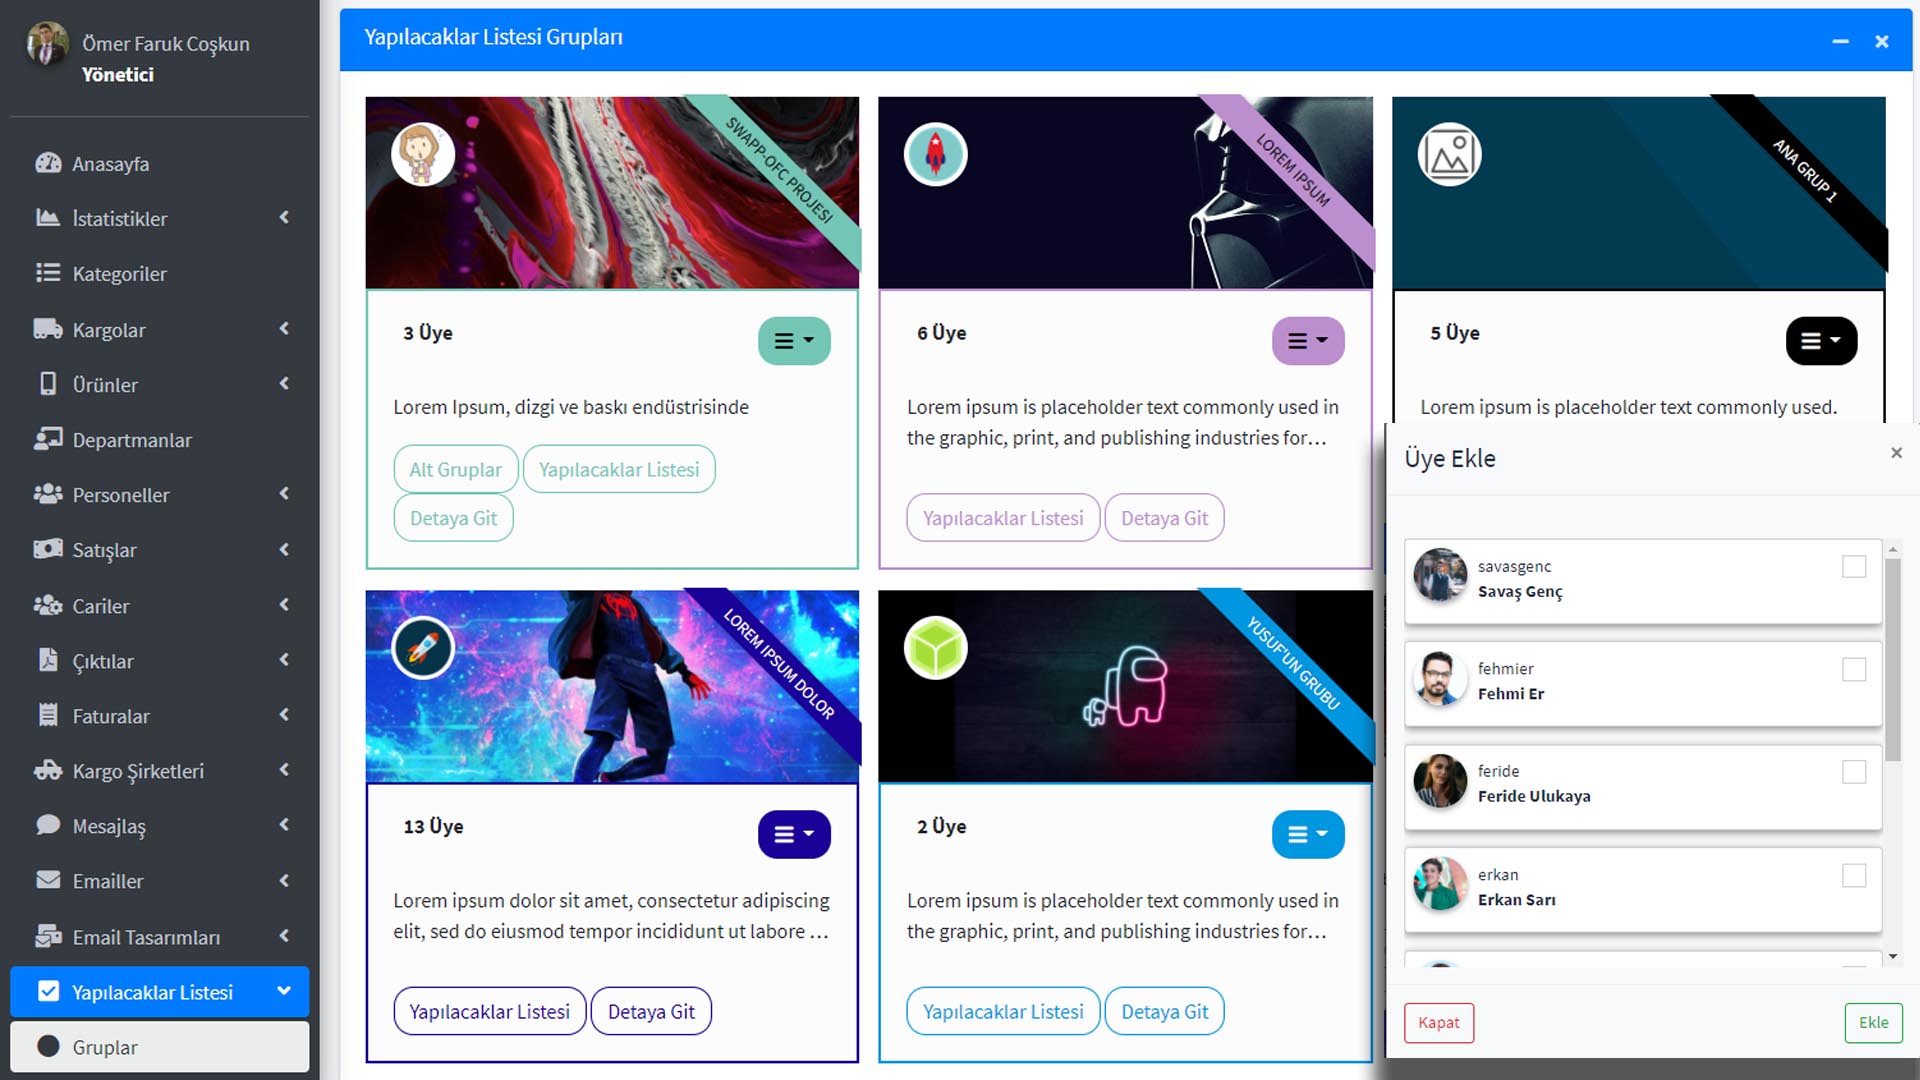 Ömer Faruk Coşkun
Yönetici
Anasayfa
İstatistikler
Kategoriler
Kargolar
Ürünler
Departmanlar
Personeller
Satışlar
Cariler
Çıktılar
Faturalar
Kargo Şirketleri
Mesajlaş
Emailler
Email Tasarımları
Yapılacaklar Listesi
Gruplar
Yapılacaklar Listesi Grupları
SWAPP-OFC PROJESI
3 Üye
Lorem Ipsum, dizgi ve baskı endüstrisinde
Alt Gruplar
Yapılacaklar Listesi
Detaya Git
LOREM IPSUM
6 Üye
Lorem ipsum is placeholder text commonly used in
the graphic, print, and publishing industries for...
Yapılacaklar Listesi
Detaya Git
ANA GRUP 1
5 Üye
Lorem ipsum is placeholder text commonly used.
LOREM IPSUM DOLOR
13 Üye
Lorem ipsum dolor sit amet, consectetur adipiscing
elit, sed do eiusmod tempor incididunt ut labore ...
Yapılacaklar Listesi
Detaya Git
YUSUF'UN GRUBU
2 Üye
Lorem ipsum is placeholder text commonly used in
the graphic, print, and publishing industries for...
Yapılacaklar Listesi
Detaya Git
Üye Ekle
×
savasgenc
Savaş Genç
fehmier
Fehmi Er
feride
Feride Ulukaya
erkan
Erkan Sarı
Kapat
Ekle